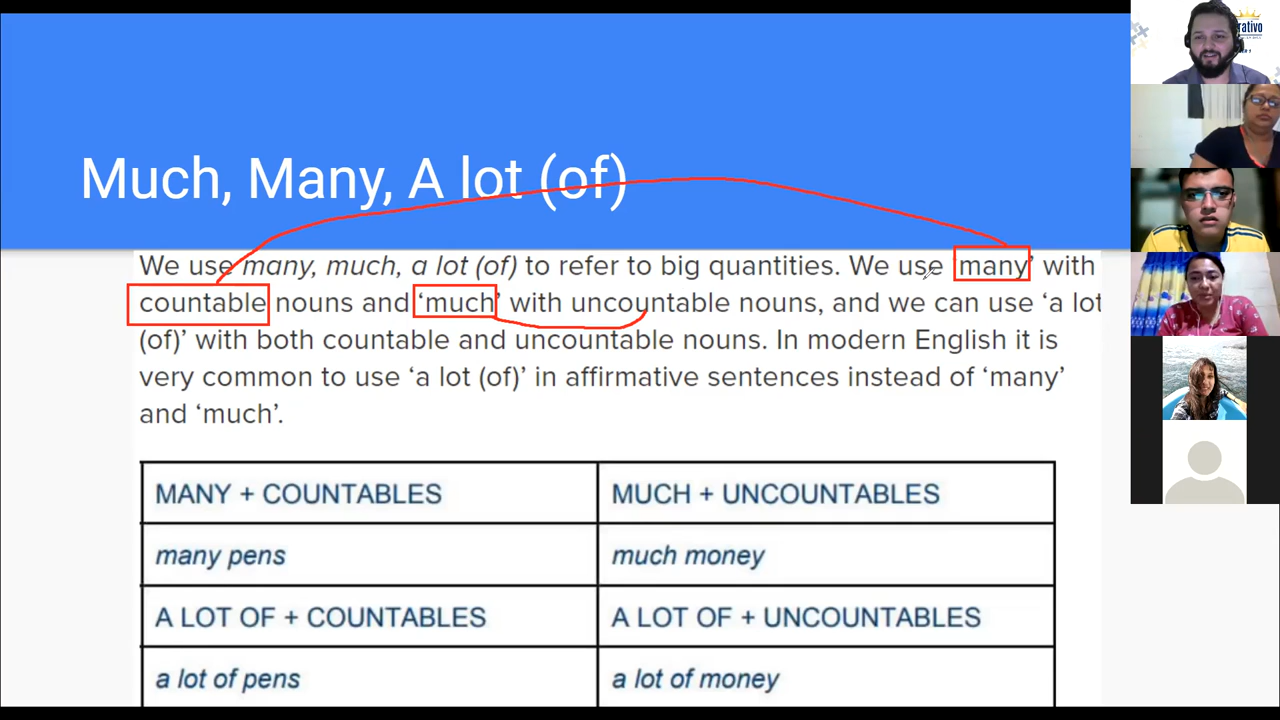 Much, Many, A lot (of)
We use many, much, a lot (of) to refer to big quantities. We use ‘many’ with
countable nouns and ‘much’ with uncountable nouns, and we can use ‘a lot
(of)’ with both countable and uncountable nouns. In modern English it is
very common to use ‘a lot (of)’ in affirmative sentences instead of ‘many’
and ‘much’.
MANY + COUNTABLES
MUCH + UNCOUNTABLES
many pens
much money
A LOT OF + COUNTABLES
A LOT OF + UNCOUNTABLES
a lot of pens
a lot of money
rativo